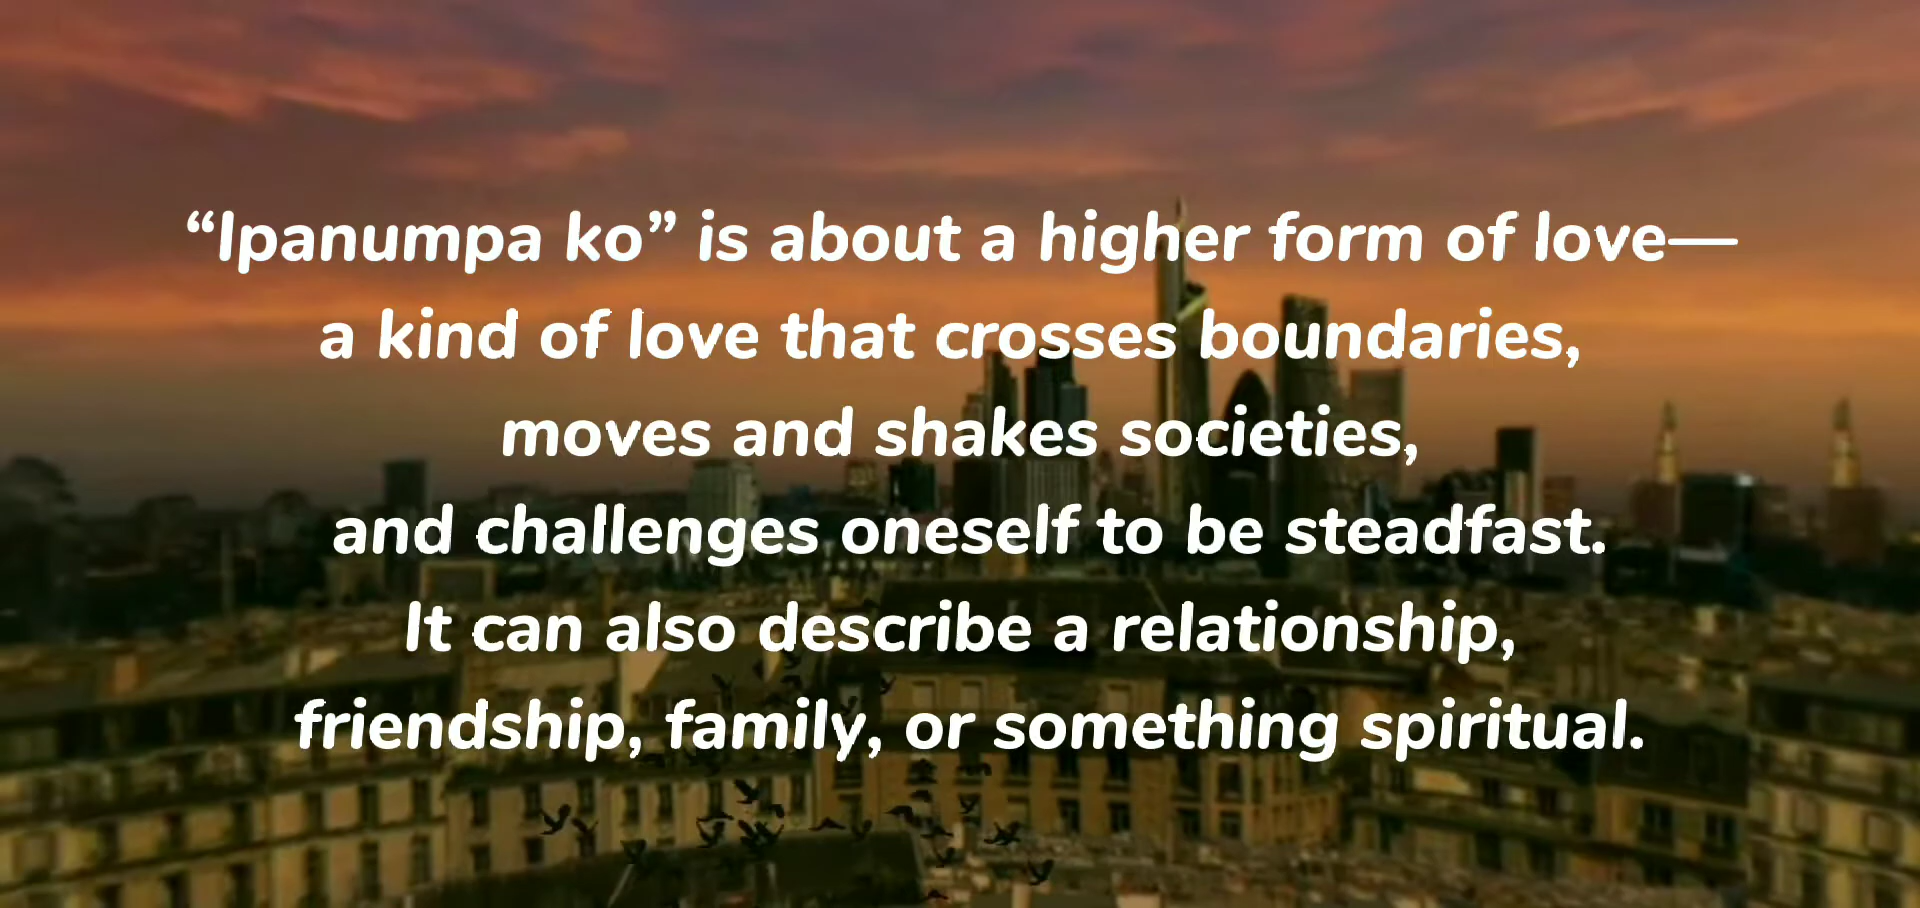 “Ipanumpa ko” is about a higher form of love—
a kind of love that crosses boundaries,
moves and shakes societies,
and challenges oneself to be steadfast.
It can also describe a relationship,
friendship, family, or something spiritual.